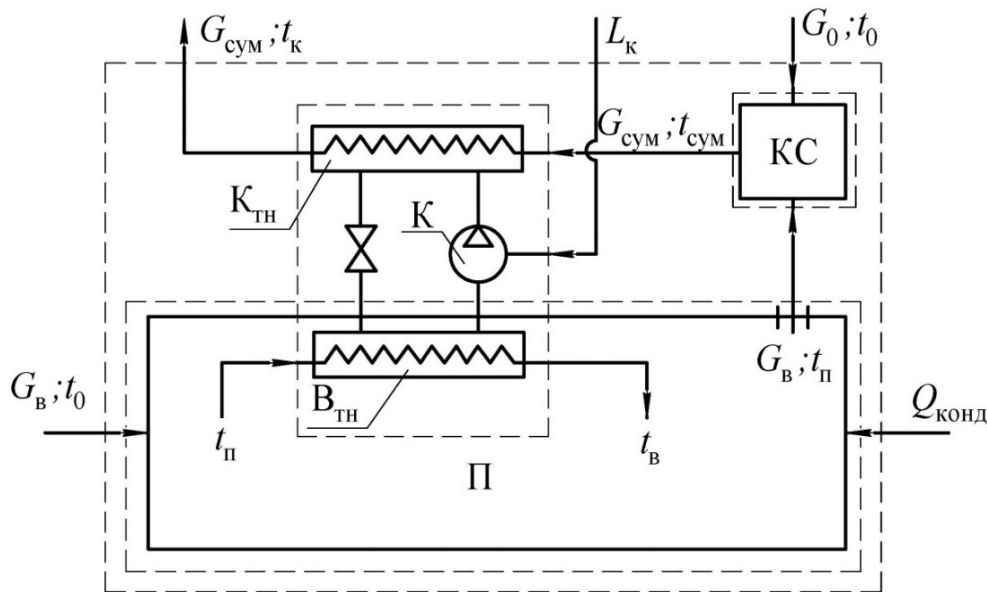 G_сум; t_к
L_к
G_0; t_0
G_сум; t_сум
КС
К_тн
К
G_в; t_п
G_в; t_0
В_тн
Q_конд
t_п
t_в
П